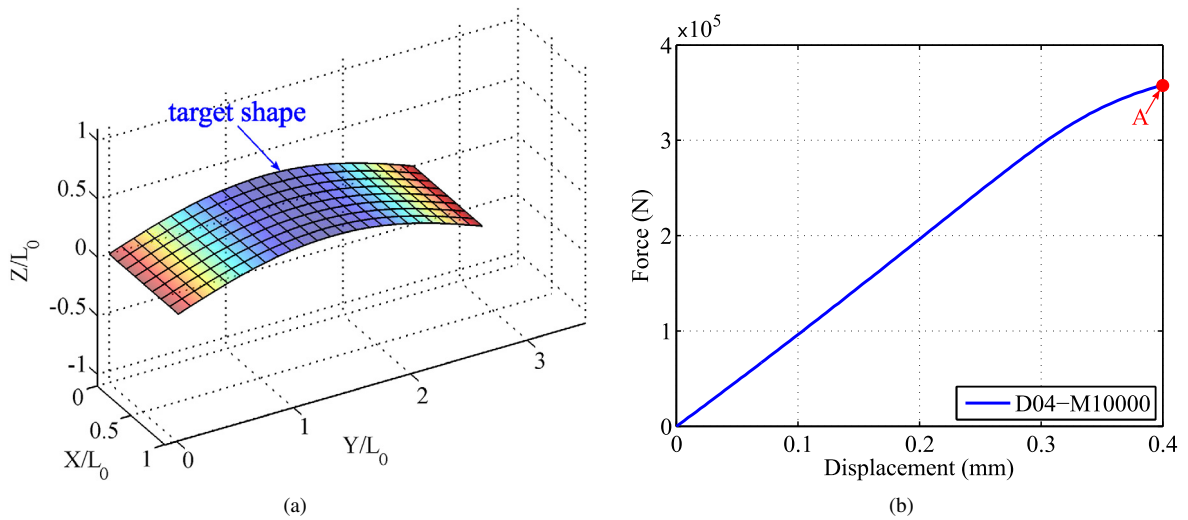 target shape
1
0.5
0
-0.5
-1
Z/L0
0
0.5
1
X/L0
0
1
2
3
Y/L0
(a)
×10^5
4
3
2
1
0
Force (N)
A
D04−M10000
0
0.1
0.2
0.3
0.4
Displacement (mm)
(b)